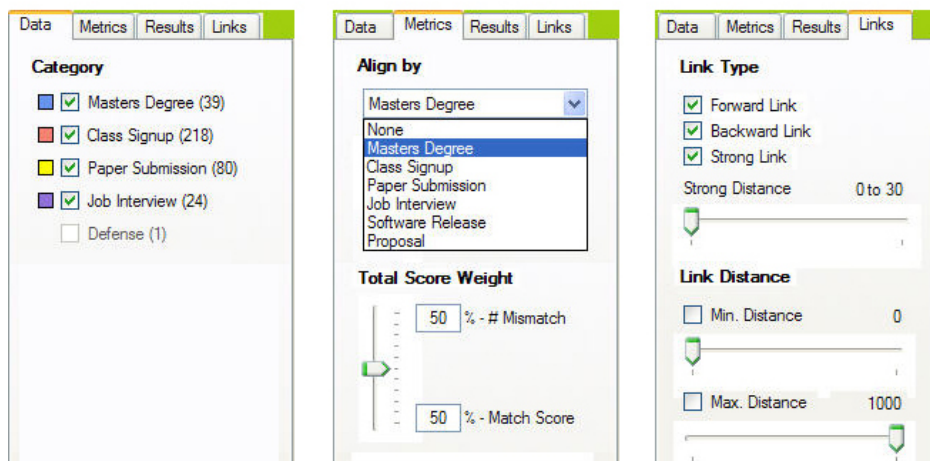 Data Metrics Results Links
Category
Masters Degree (39)
Class Signup (218)
Paper Submission (80)
Job Interview (24)
Defense (1)
Data Metrics Results Links
Align by
Masters Degree
None
Masters Degree
Class Signup
Paper Submission
Job Interview
Software Release
Proposal
Total Score Weight
50 % - # Mismatch
50 % - Match Score
Data Metrics Results Links
Link Type
Forward Link
Backward Link
Strong Link
Strong Distance 0 to 30
Link Distance
Min. Distance 0
Max. Distance 1000